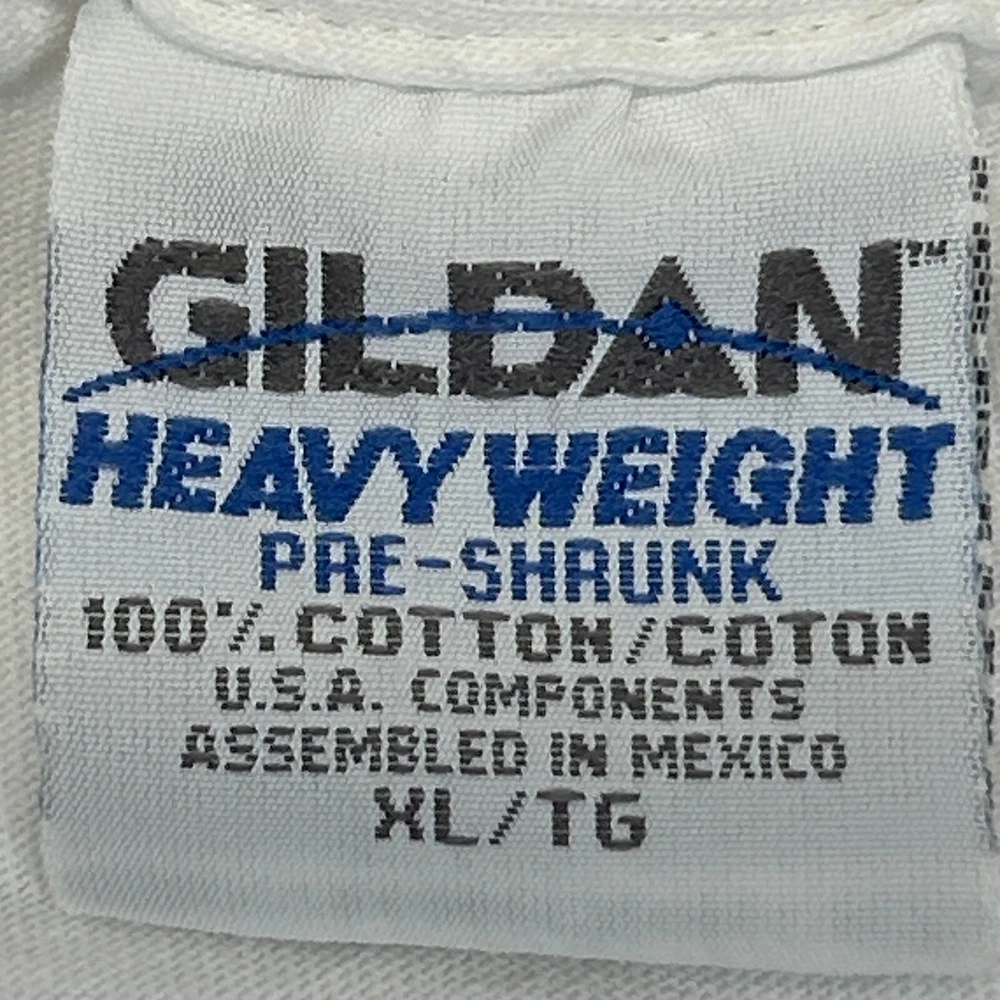 GILDAN™
HEAVYWEIGHT
PRE-SHRUNK
100% COTTON/COTON
U.S.A. COMPONENTS
ASSEMBLED IN MEXICO
XL/TG